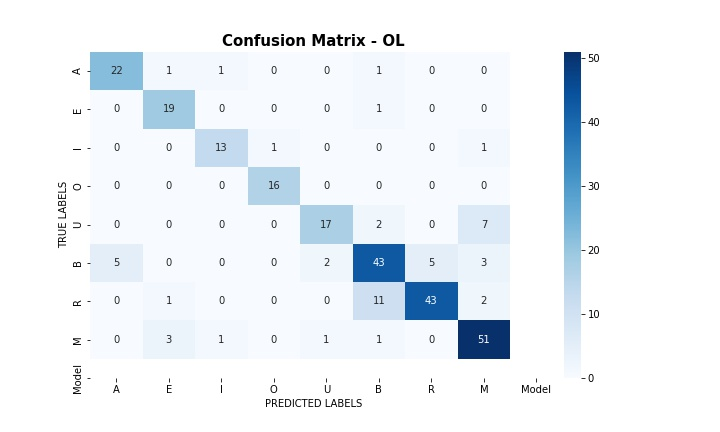 Confusion Matrix - OL
A 22 1 1 0 0 1 0 0
E 0 19 0 0 0 1 0 0
I 0 0 13 1 0 0 0 1
O 0 0 0 16 0 0 0 0
U 0 0 0 0 17 2 0 7
B 5 0 0 0 2 43 5 3
R 0 1 0 0 0 11 43 2
M 0 3 1 0 1 1 0 51
Model
TRUE LABELS
A E I O U B R M Model
PREDICTED LABELS
50
40
30
20
10
0